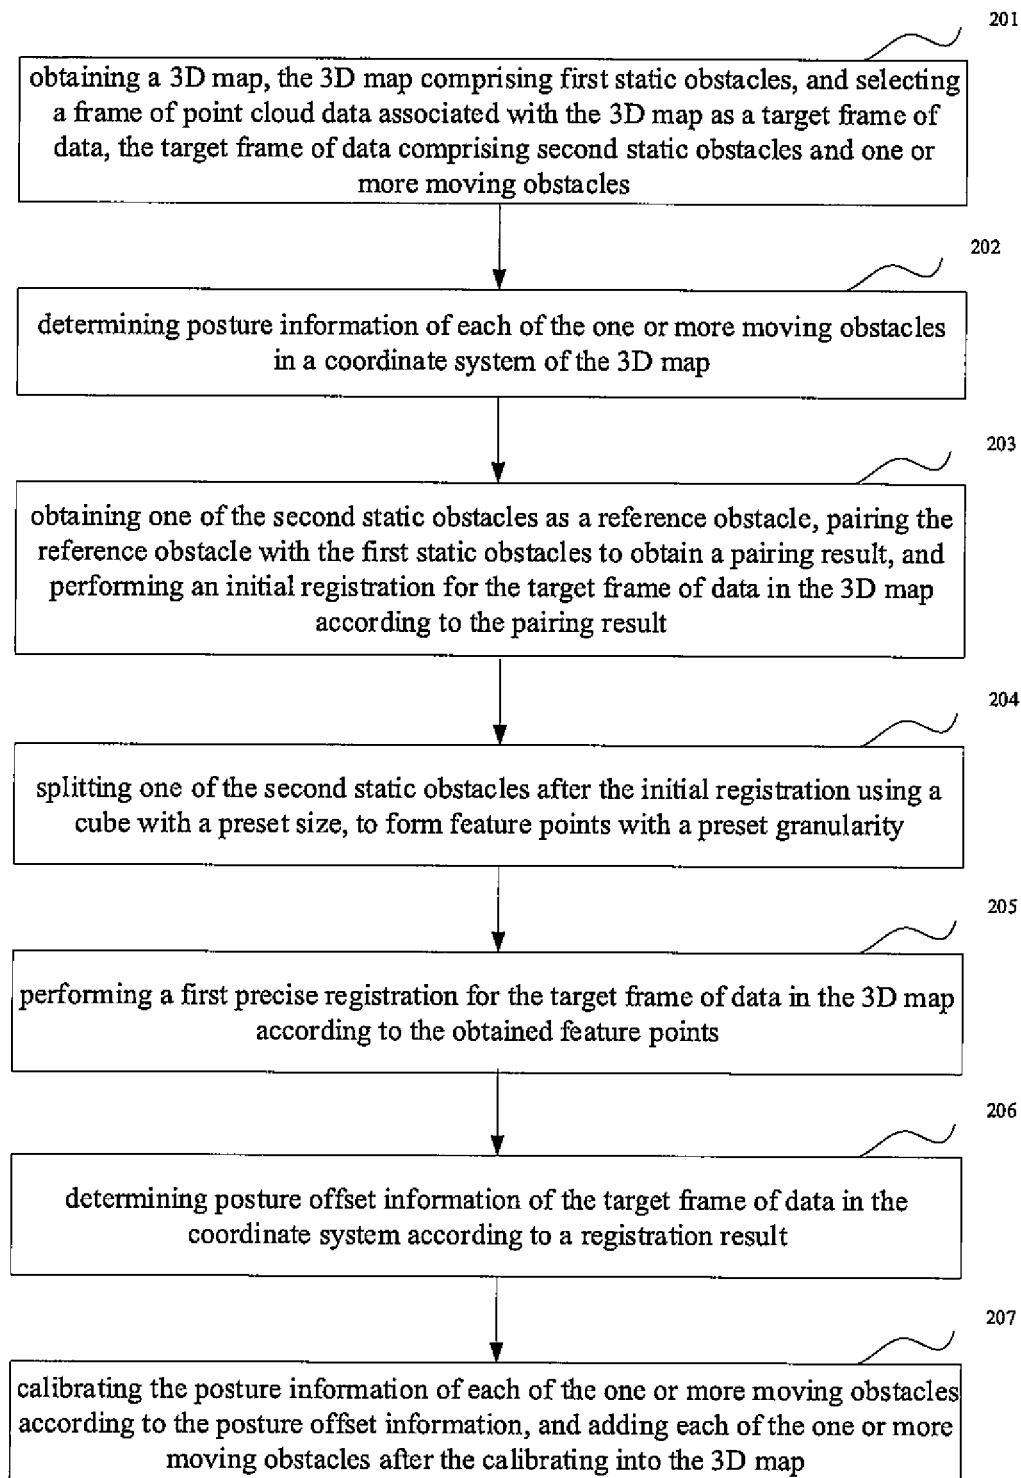 201
obtaining a 3D map, the 3D map comprising first static obstacles, and selecting
a frame of point cloud data associated with the 3D map as a target frame of
data, the target frame of data comprising second static obstacles and one or
more moving obstacles
202
determining posture information of each of the one or more moving obstacles
in a coordinate system of the 3D map
203
obtaining one of the second static obstacles as a reference obstacle, pairing the
reference obstacle with the first static obstacles to obtain a pairing result, and
performing an initial registration for the target frame of data in the 3D map
according to the pairing result
204
splitting one of the second static obstacles after the initial registration using a
cube with a preset size, to form feature points with a preset granularity
205
performing a first precise registration for the target frame of data in the 3D map
according to the obtained feature points
206
determining posture offset information of the target frame of data in the
coordinate system according to a registration result
207
calibrating the posture information of each of the one or more moving obstacles
according to the posture offset information, and adding each of the one or more
moving obstacles after the calibrating into the 3D map